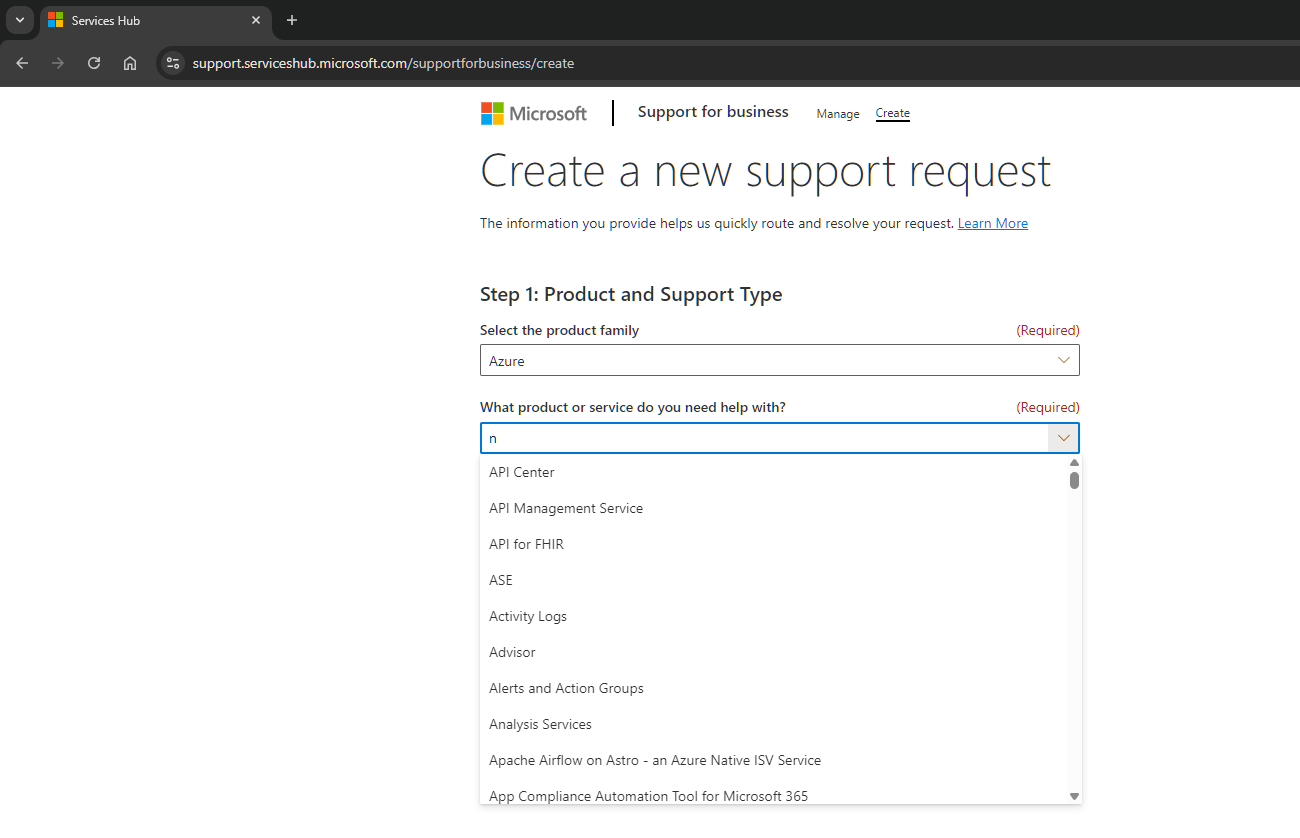 Services Hub
support.serviceshub.microsoft.com/supportforbusiness/create
Microsoft
Support for business
Manage
Create
Create a new support request
The information you provide helps us quickly route and resolve your request. Learn More
Step 1: Product and Support Type
Select the product family (Required)
Azure
What product or service do you need help with? (Required)
n
API Center
API Management Service
API for FHIR
ASE
Activity Logs
Advisor
Alerts and Action Groups
Analysis Services
Apache Airflow on Astro - an Azure Native ISV Service
App Compliance Automation Tool for Microsoft 365